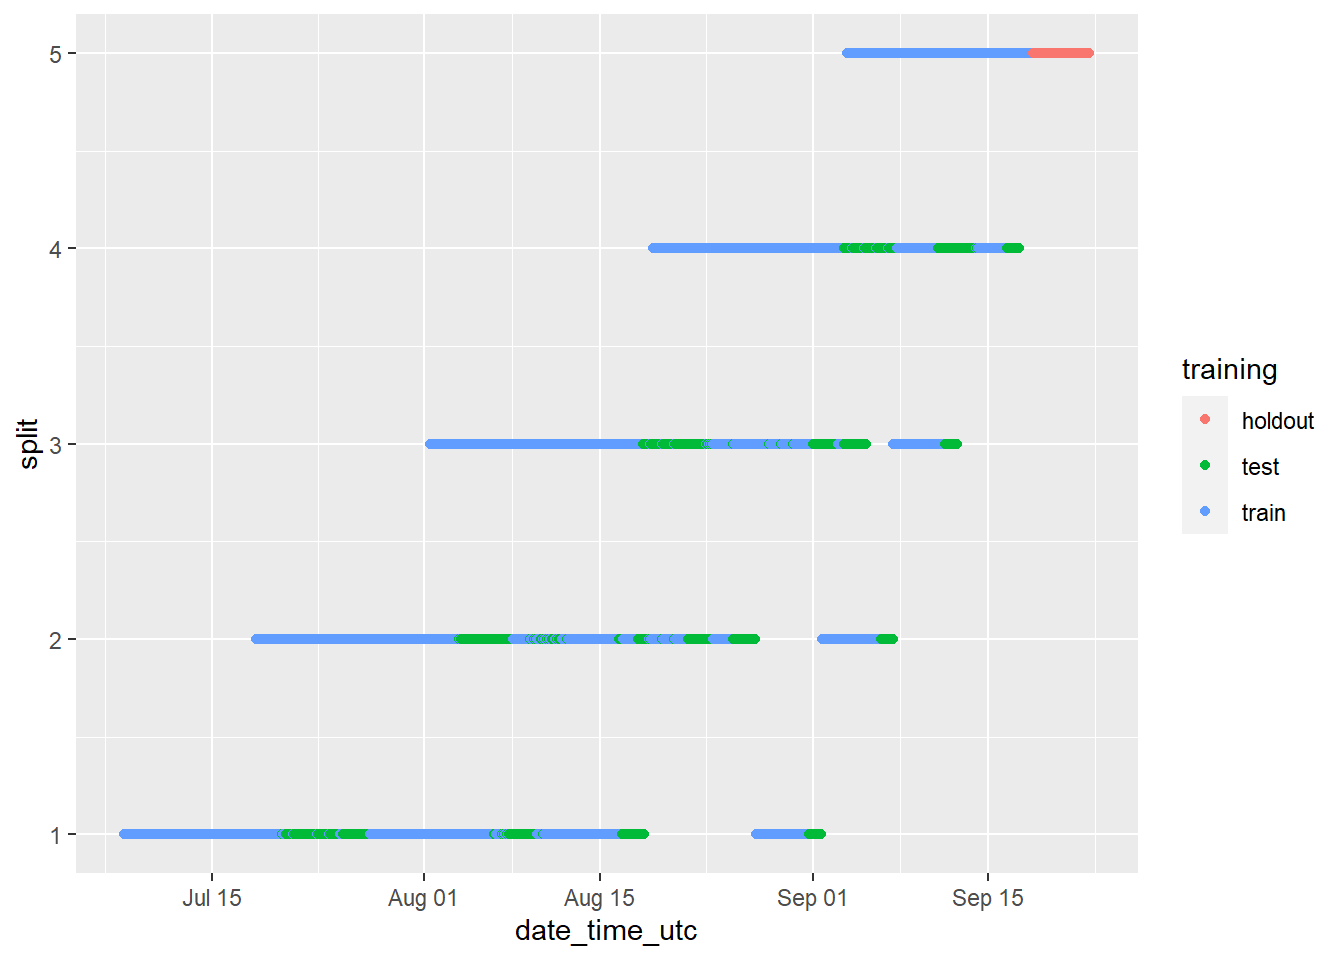 5
4
3
2
1
split
Jul 15
Aug 01
Aug 15
Sep 01
Sep 15
date_time_utc
training
holdout
test
train